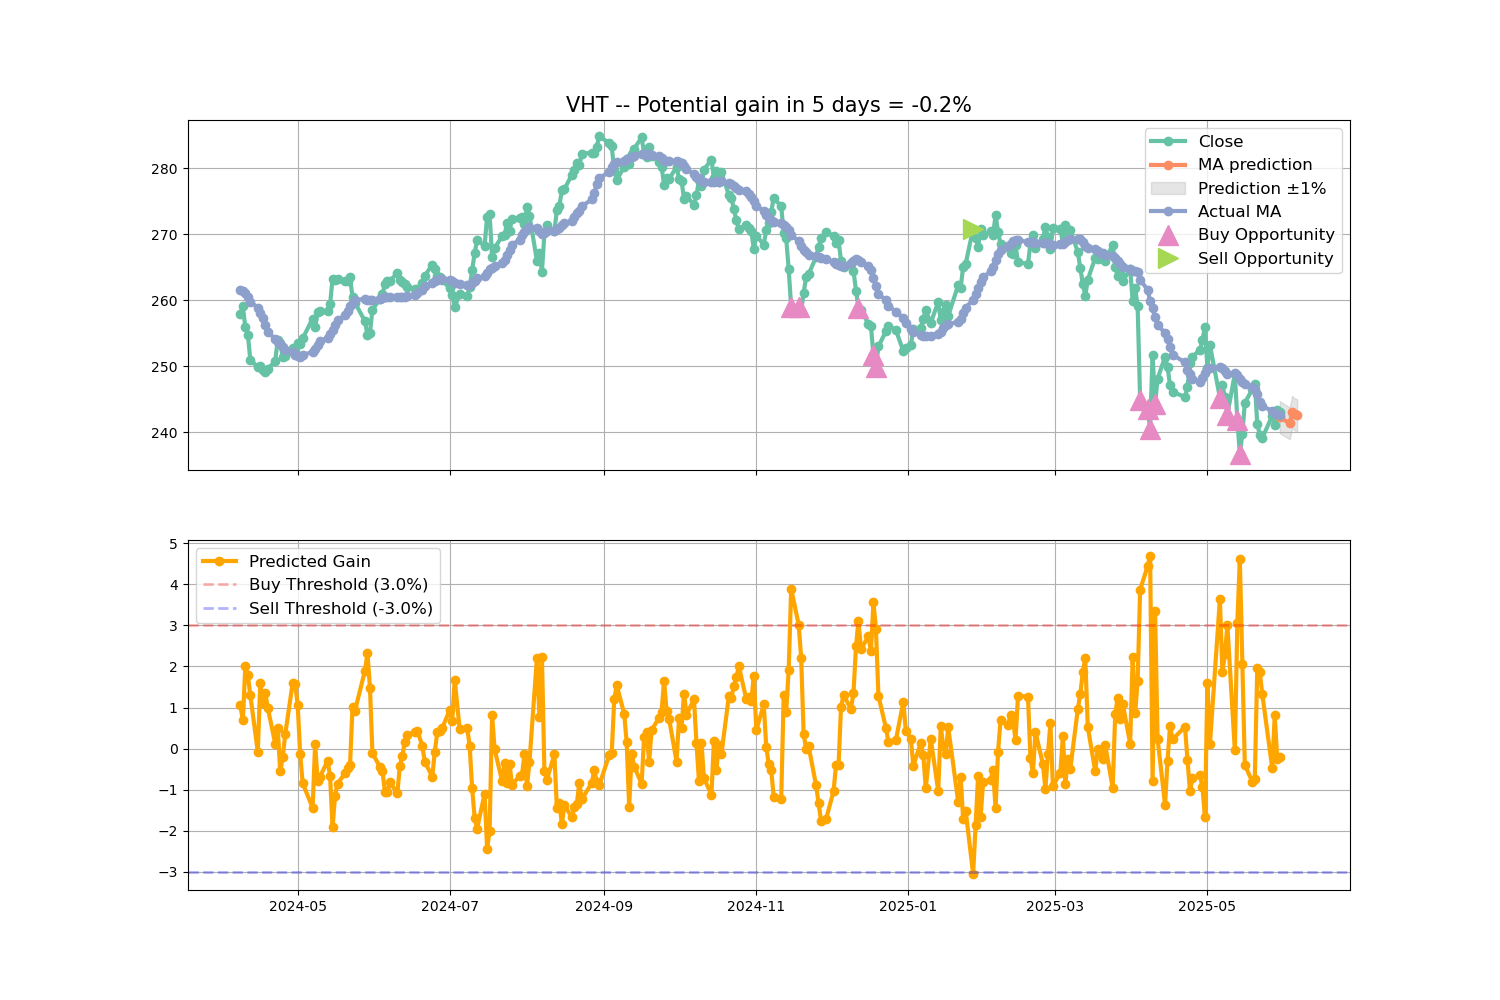 VHT -- Potential gain in 5 days = -0.2%
280
270
260
250
240
Close
MA prediction
Prediction ±1%
Actual MA
Buy Opportunity
Sell Opportunity
5
4
3
2
1
0
−1
−2
−3
Predicted Gain
Buy Threshold (3.0%)
Sell Threshold (-3.0%)
2024-05
2024-07
2024-09
2024-11
2025-01
2025-03
2025-05